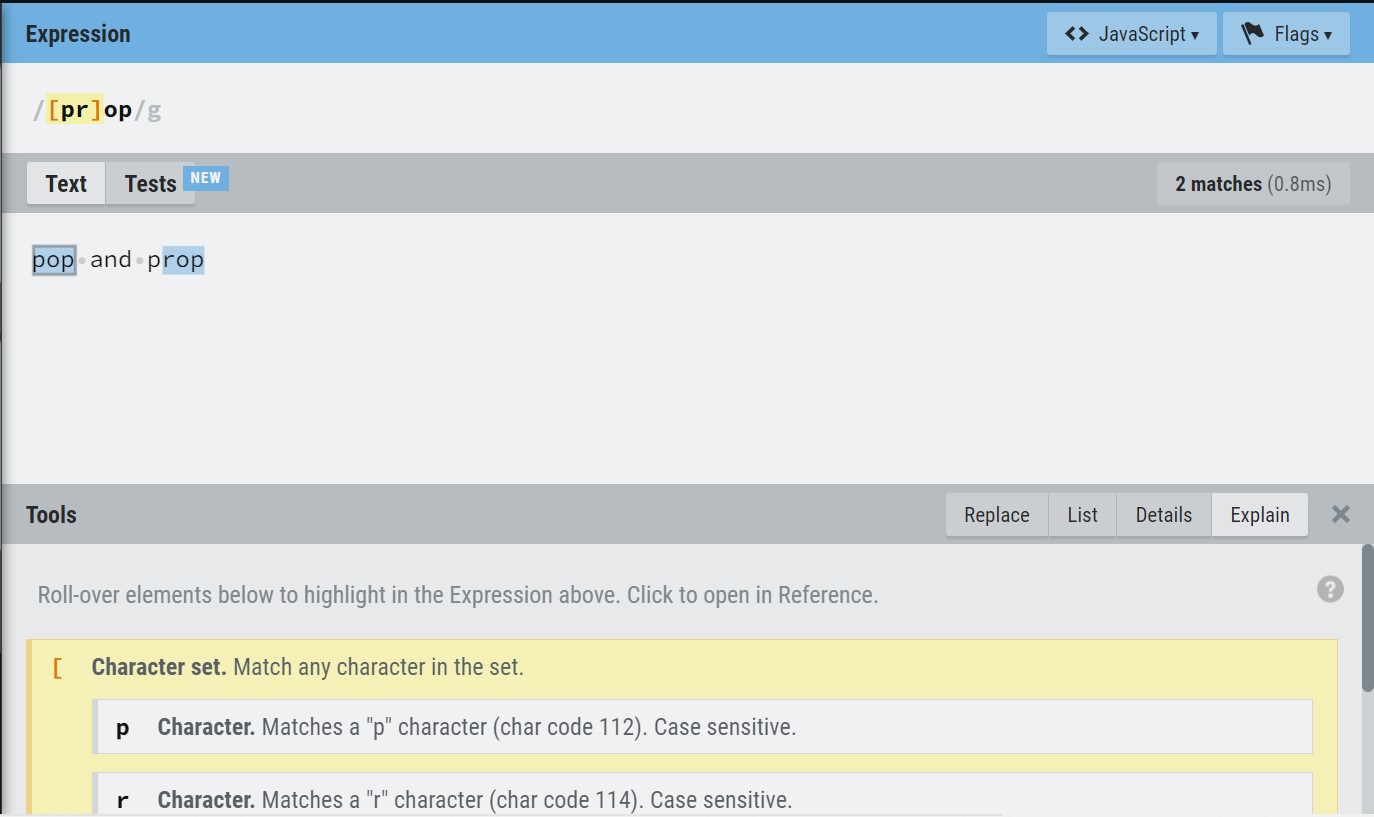 Expression
<> JavaScript ▾ Flags ▾
/[pr]op/g
Text Tests NEW 2 matches (0.8ms)
pop and prop
Tools Replace List Details Explain
Roll-over elements below to highlight in the Expression above. Click to open in Reference. ?
[ Character set. Match any character in the set.
p Character. Matches a "p" character (char code 112). Case sensitive.
r Character. Matches a "r" character (char code 114). Case sensitive.